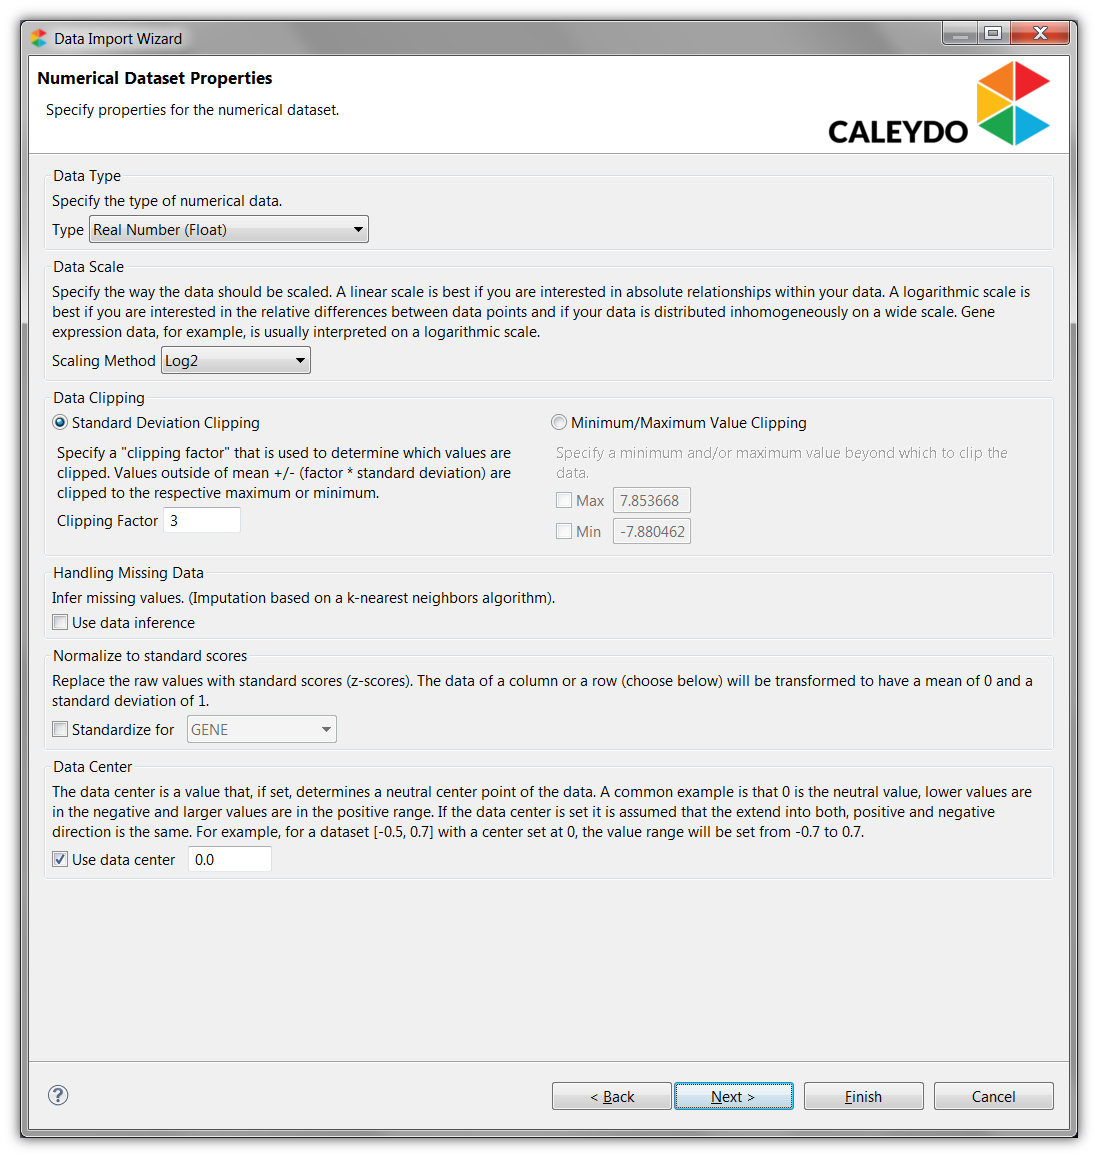 Data Import Wizard
Numerical Dataset Properties
Specify properties for the numerical dataset.
CALEYDO
Data Type
Specify the type of numerical data.
Type Real Number (Float)
Data Scale
Specify the way the data should be scaled. A linear scale is best if you are interested in absolute relationships within your data. A logarithmic scale is
best if you are interested in the relative differences between data points and if your data is distributed inhomogeneously on a wide scale. Gene
expression data, for example, is usually interpreted on a logarithmic scale.
Scaling Method Log2
Data Clipping
Standard Deviation Clipping
Specify a "clipping factor" that is used to determine which values are
clipped. Values outside of mean +/- (factor * standard deviation) are
clipped to the respective maximum or minimum.
Clipping Factor 3
Minimum/Maximum Value Clipping
Specify a minimum and/or maximum value beyond which to clip the
data.
Max 7.853668
Min -7.880462
Handling Missing Data
Infer missing values. (Imputation based on a k-nearest neighbors algorithm).
Use data inference
Normalize to standard scores
Replace the raw values with standard scores (z-scores). The data of a column or a row (choose below) will be transformed to have a mean of 0 and a
standard deviation of 1.
Standardize for GENE
Data Center
The data center is a value that, if set, determines a neutral center point of the data. A common example is that 0 is the neutral value, lower values are
in the negative and larger values are in the positive range. If the data center is set it is assumed that the extend into both, positive and negative
direction is the same. For example, for a dataset [-0.5, 0.7] with a center set at 0, the value range will be set from -0.7 to 0.7.
Use data center 0.0
? < Back Next > Finish Cancel